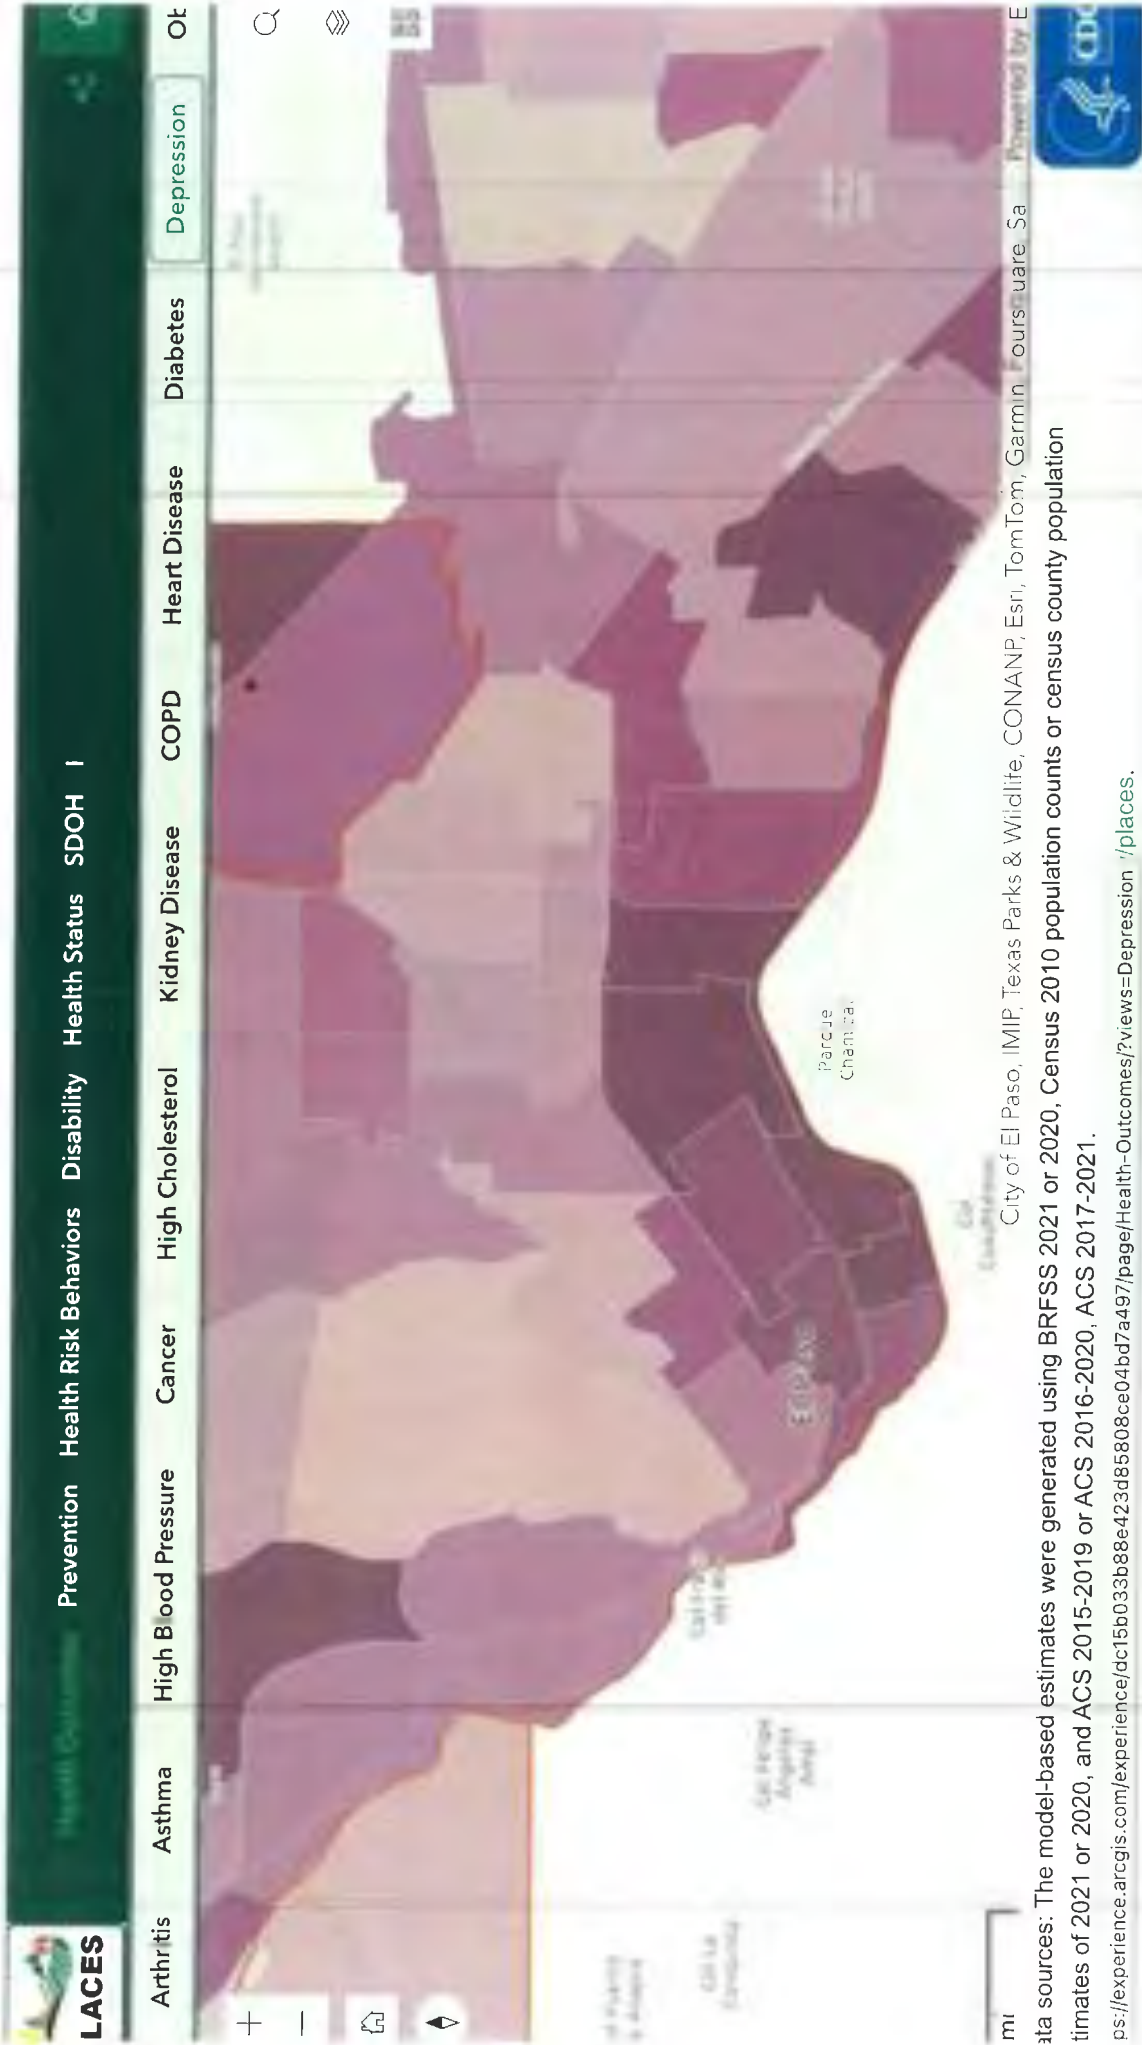 LACES
Health Outcomes Prevention Health Risk Behaviors Disability Health Status SDOH I
Arthritis Asthma High Blood Pressure Cancer High Cholesterol Kidney Disease COPD Heart Disease Diabetes Depression Ob
El Paso
Parque
Chamizal
mi
City of El Paso, IMIP, Texas Parks & Wildlife, CONANP, Esri, TomTom, Garmin, Foursquare, Sa... Powered by E
CDC
ata sources: The model-based estimates were generated using BRFSS 2021 or 2020, Census 2010 population counts or census county population
timates of 2021 or 2020, and ACS 2015-2019 or ACS 2016-2020, ACS 2017-2021.
ps://experience.arcgis.com/experience/dc15b033b88e423d85808ce04bd7a497/page/Health-Outcomes/?views=Depression '/places.